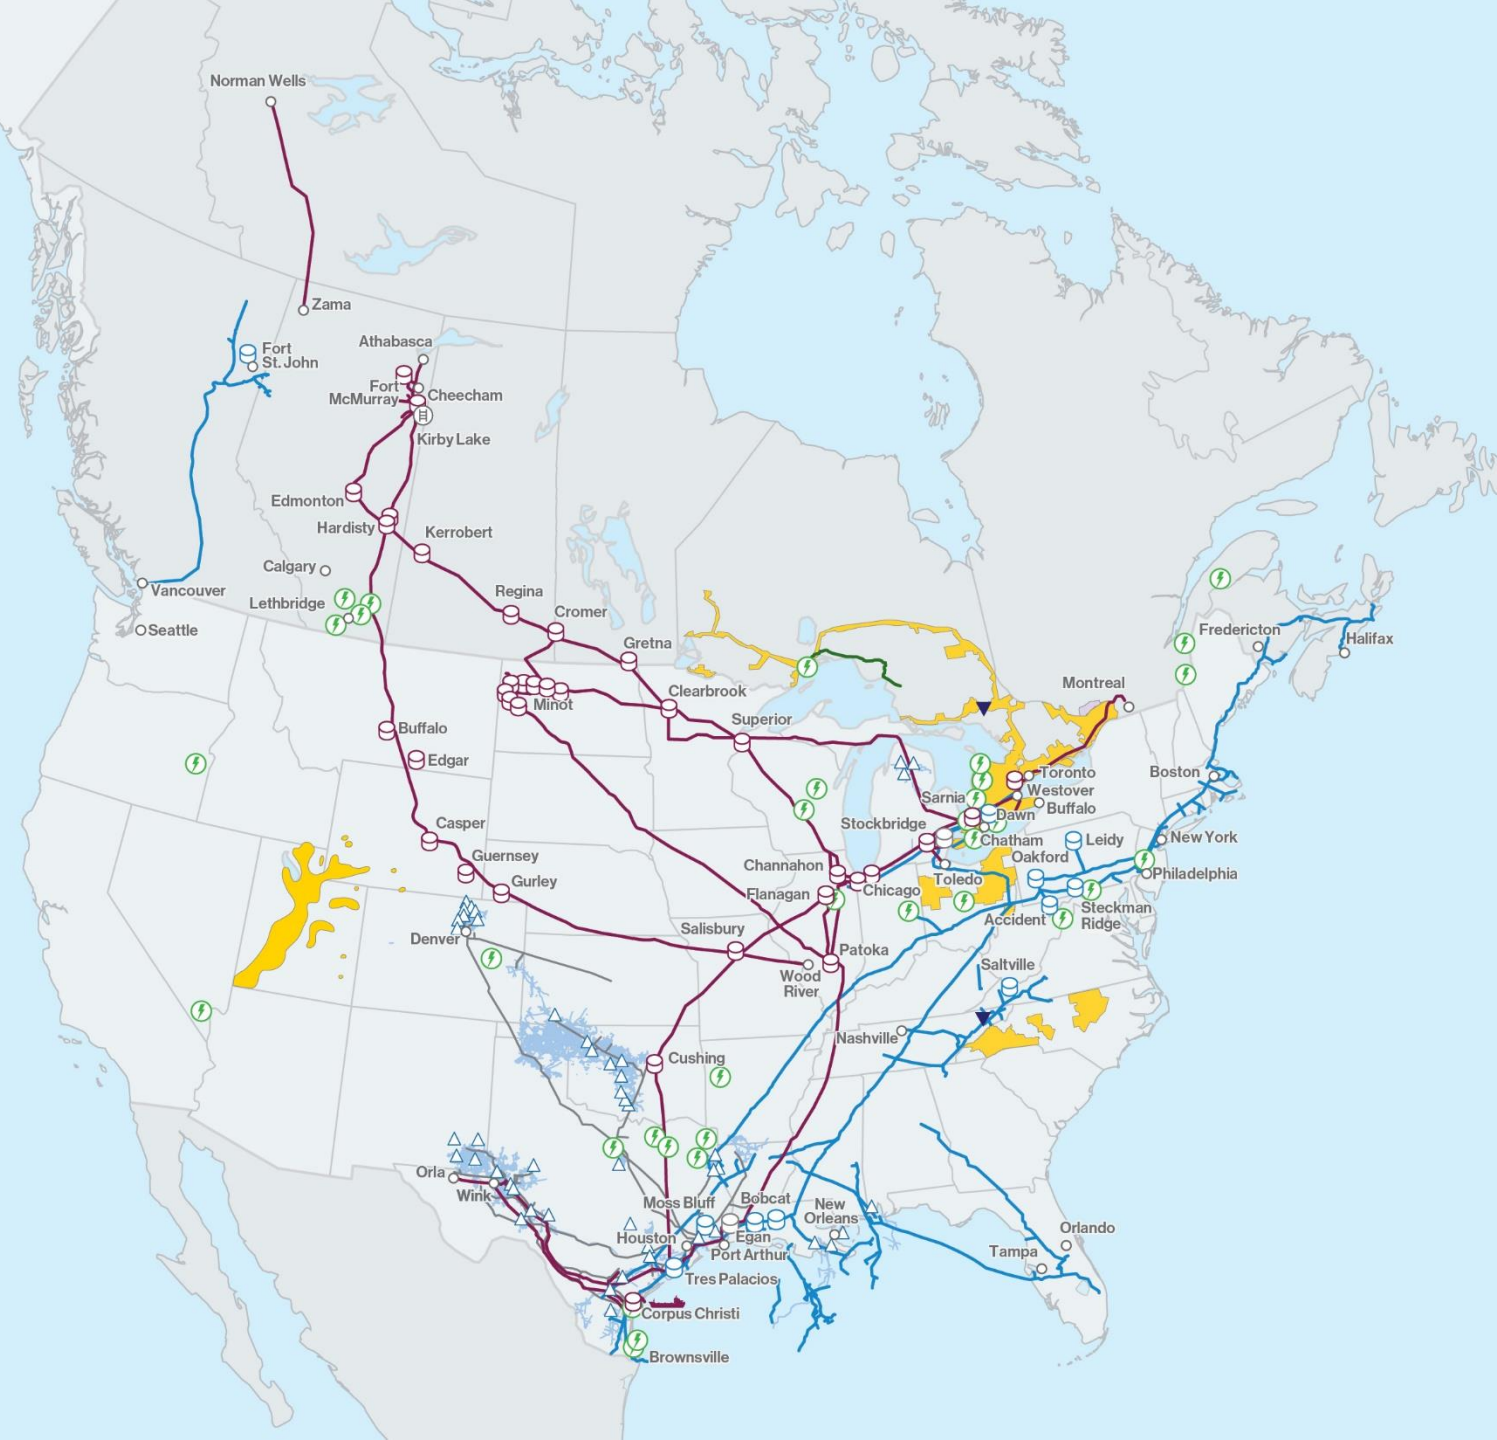 Norman Wells
Zama
Athabasca
Fort
St. John
Fort
McMurray
Cheecham
Kirby Lake
Edmonton
Hardisty
Kerrobert
Calgary
Vancouver
Lethbridge
Regina
Cromer
Seattle
Gretna
Fredericton
Halifax
Montreal
Minot
Clearbrook
Superior
Buffalo
Edgar
Toronto
Boston
Westover
Sarnia
Buffalo
Dawn
Casper
Stockbridge
New York
Leidy
Chatham
Guernsey
Oakford
Channahon
Philadelphia
Gurley
Toledo
Flanagan
Chicago
Steckman
Ridge
Accident
Denver
Salisbury
Patoka
Wood
River
Saltville
Nashville
Cushing
Orla
Wink
Moss Bluff
Bobcat
New
Orleans
Houston
Egan
Port Arthur
Orlando
Tampa
Tres Palacios
Corpus Christi
Brownsville